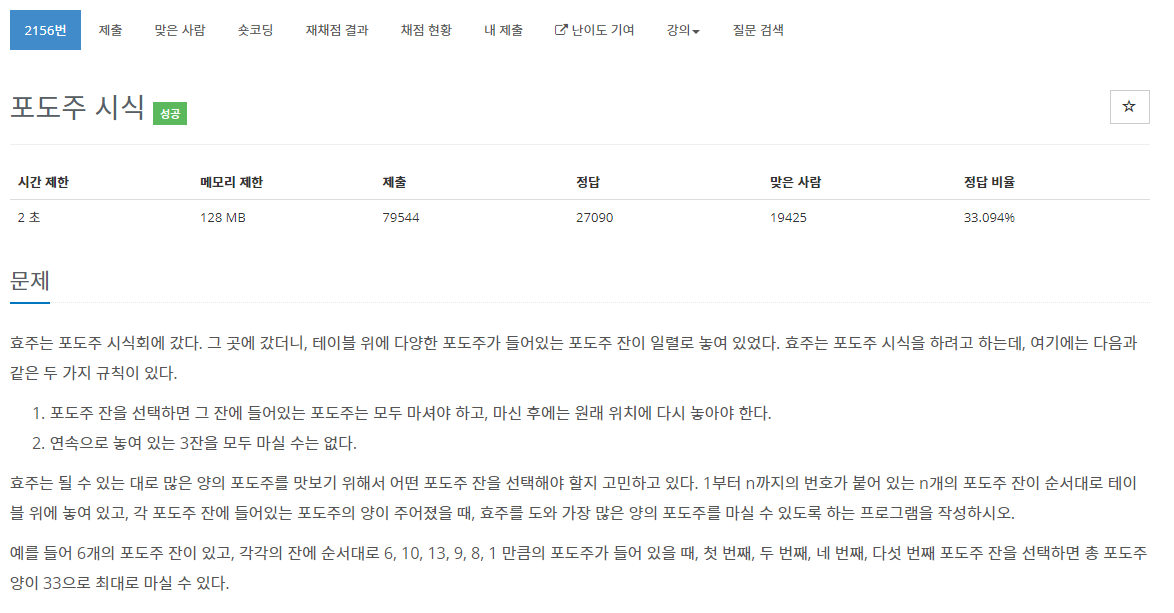 2156번 제출 맞은 사람 숏코딩 재채점 결과 채점 현황 내 제출 난이도 기여 강의 질문 검색
포도주 시식 성공
시간 제한 메모리 제한 제출 정답 맞은 사람 정답 비율
2 초 128 MB 79544 27090 19425 33.094%
문제
효주는 포도주 시식회에 갔다. 그 곳에 갔더니, 테이블 위에 다양한 포도주가 들어있는 포도주 잔이 일렬로 놓여 있었다. 효주는 포도주 시식을 하려고 하는데, 여기에는 다음과
같은 두 가지 규칙이 있다.
1. 포도주 잔을 선택하면 그 잔에 들어있는 포도주는 모두 마셔야 하고, 마신 후에는 원래 위치에 다시 놓아야 한다.
2. 연속으로 놓여 있는 3잔을 모두 마실 수는 없다.
효주는 될 수 있는 대로 많은 양의 포도주를 맛보기 위해서 어떤 포도주 잔을 선택해야 할지 고민하고 있다. 1부터 n까지의 번호가 붙어 있는 n개의 포도주 잔이 순서대로 테이
블 위에 놓여 있고, 각 포도주 잔에 들어있는 포도주의 양이 주어졌을 때, 효주를 도와 가장 많은 양의 포도주를 마실 수 있도록 하는 프로그램을 작성하시오.
예를 들어 6개의 포도주 잔이 있고, 각각의 잔에 순서대로 6, 10, 13, 9, 8, 1 만큼의 포도주가 들어 있을 때, 첫 번째, 두 번째, 네 번째, 다섯 번째 포도주 잔을 선택하면 총 포도주
양이 33으로 최대로 마실 수 있다.